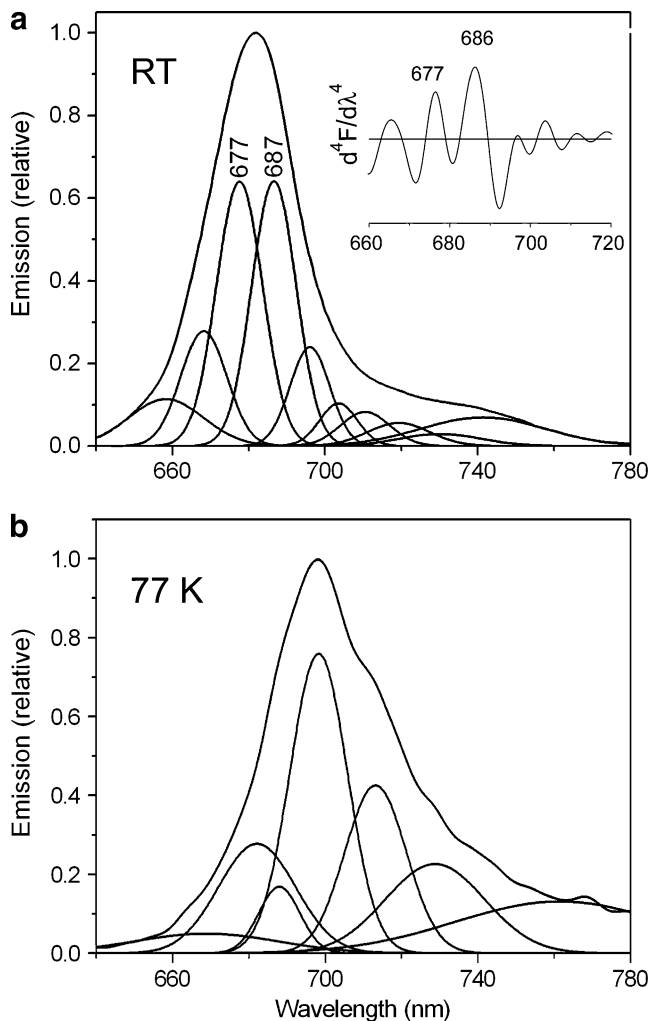 a
RT
Emission (relative)
1.0
0.8
0.6
0.4
0.2
0.0
677
687
660 700 740 780
d⁴F/dλ⁴
677
686
660 680 700 720
b
77 K
Emission (relative)
1.0
0.8
0.6
0.4
0.2
0.0
660 700 740 780
Wavelength (nm)